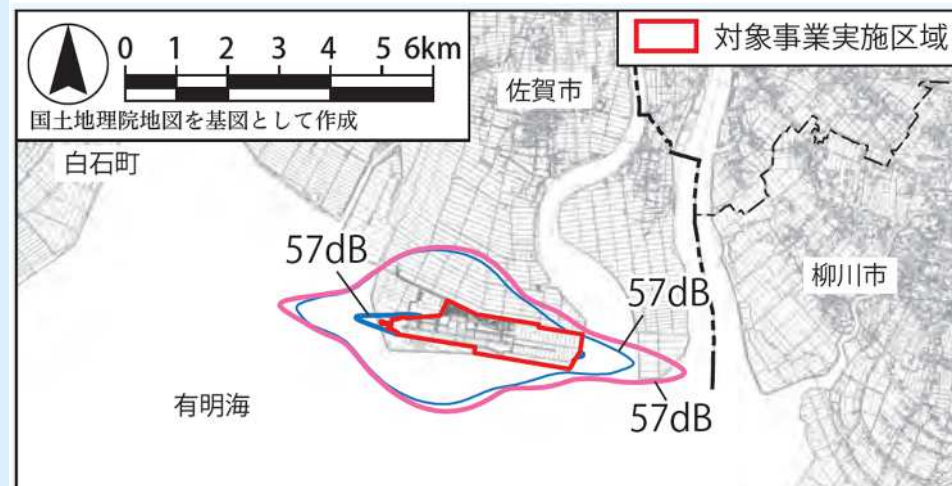 0 1 2 3 4 5 6km
国土地理院地図を基図として作成
対象事業実施区域
佐賀市
白石町
57dB
57dB
柳川市
有明海
57dB